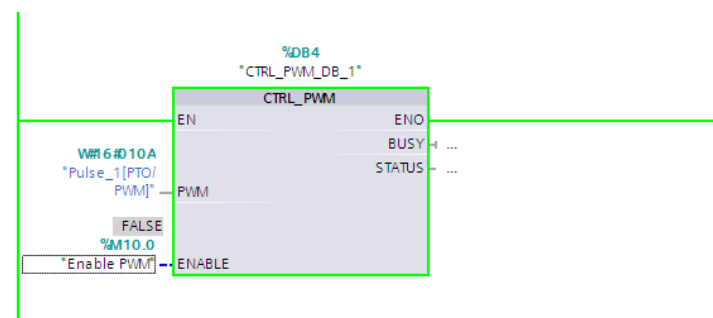 %DB4
"CTRL_PWM_DB_1"
CTRL_PWM
EN ENO
BUSY ...
STATUS ...
W#16#010A
"Pulse_1[PTO/
PWM]" PWM
FALSE
%M10.0
"Enable PWM" ENABLE